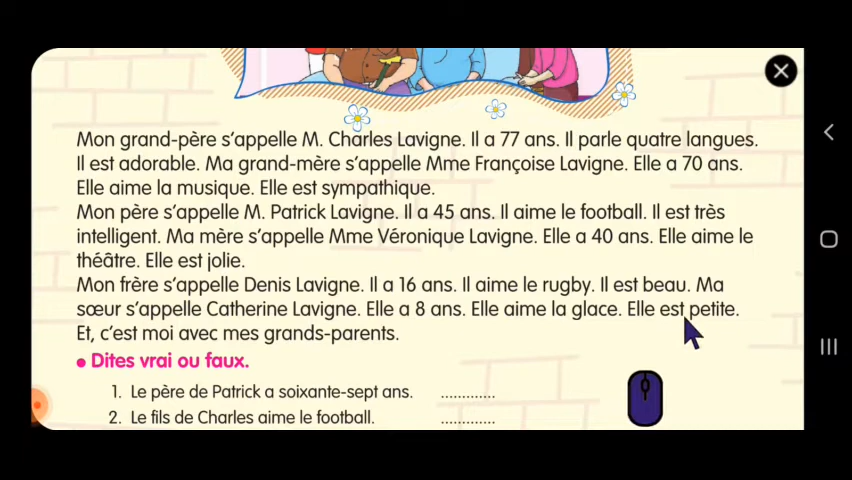 Mon grand-père s'appelle M. Charles Lavigne. Il a 77 ans. Il parle quatre langues.
Il est adorable. Ma grand-mère s'appelle Mme Françoise Lavigne. Elle a 70 ans.
Elle aime la musique. Elle est sympathique.
Mon père s'appelle M. Patrick Lavigne. Il a 45 ans. Il aime le football. Il est très
intelligent. Ma mère s'appelle Mme Véronique Lavigne. Elle a 40 ans. Elle aime le
théâtre. Elle est jolie.
Mon frère s'appelle Denis Lavigne. Il a 16 ans. Il aime le rugby. Il est beau. Ma
sœur s'appelle Catherine Lavigne. Elle a 8 ans. Elle aime la glace. Elle est petite.
Et, c'est moi avec mes grands-parents.
• Dites vrai ou faux.
1. Le père de Patrick a soixante-sept ans. .............
2. Le fils de Charles aime le football. .............